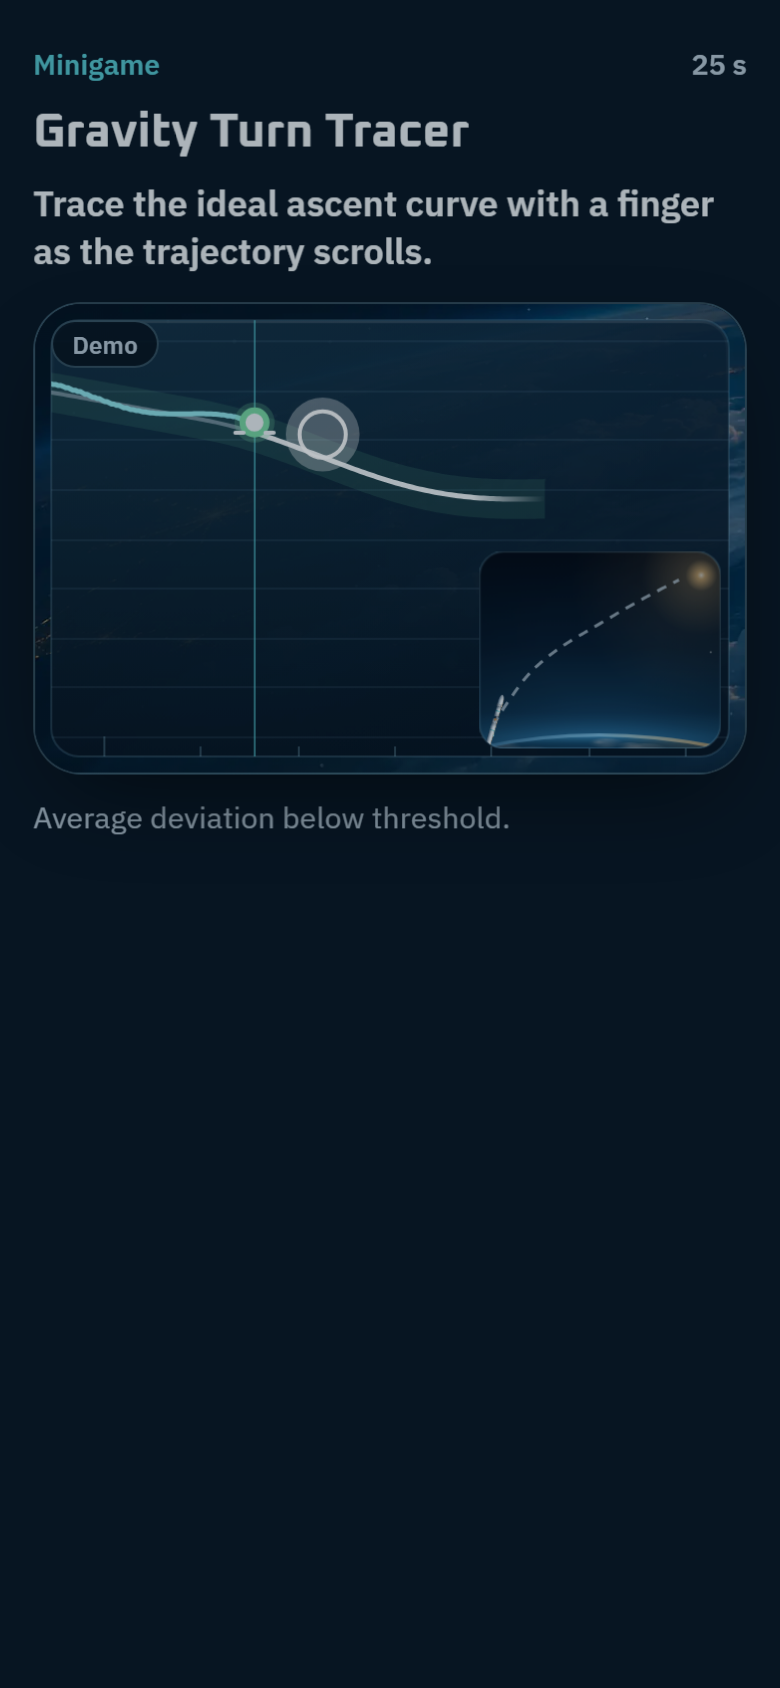 Minigame
25 s
Gravity Turn Tracer
Trace the ideal ascent curve with a finger
as the trajectory scrolls.
Demo
Average deviation below threshold.